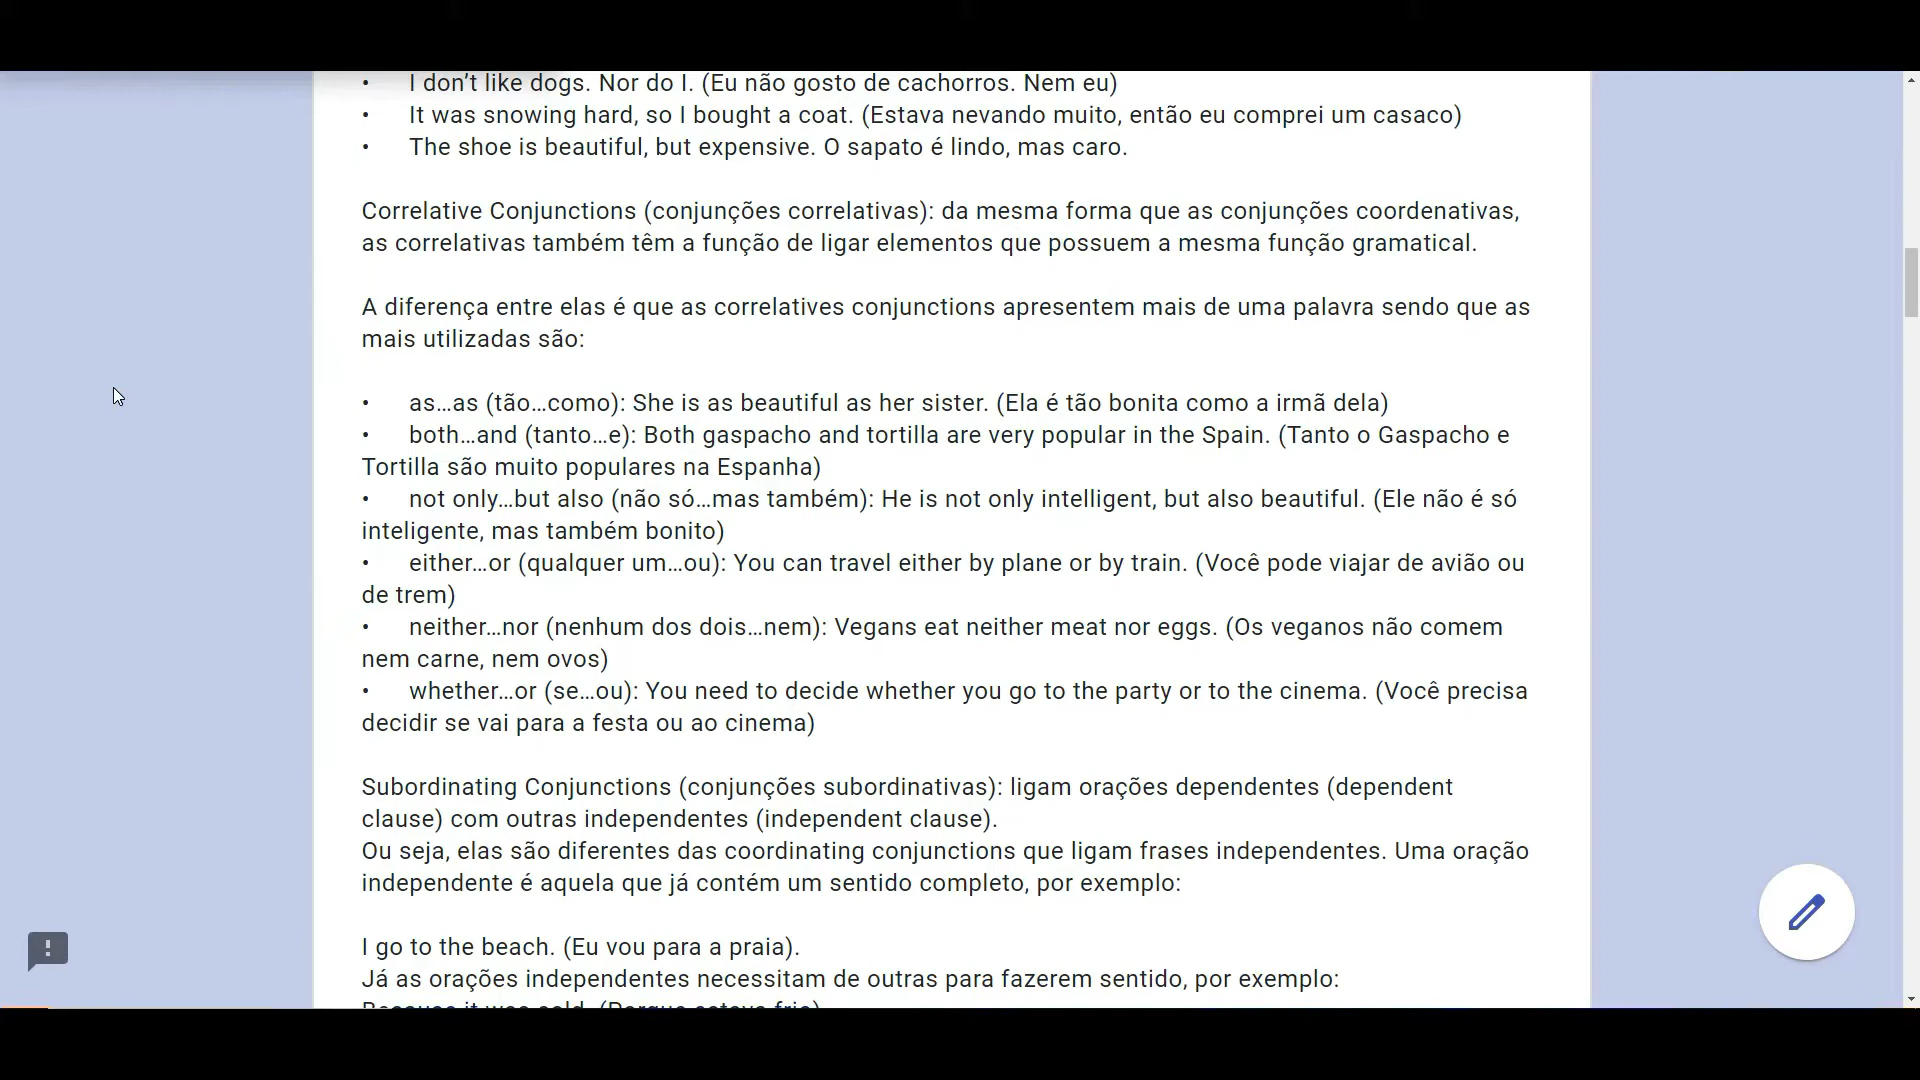 • I don’t like dogs. Nor do I. (Eu não gosto de cachorros. Nem eu)
• It was snowing hard, so I bought a coat. (Estava nevando muito, então eu comprei um casaco)
• The shoe is beautiful, but expensive. O sapato é lindo, mas caro.
Correlative Conjunctions (conjunções correlativas): da mesma forma que as conjunções coordenativas,
as correlativas também têm a função de ligar elementos que possuem a mesma função gramatical.
A diferença entre elas é que as correlatives conjunctions apresentem mais de uma palavra sendo que as
mais utilizadas são:
• as…as (tão…como): She is as beautiful as her sister. (Ela é tão bonita como a irmã dela)
• both…and (tanto…e): Both gaspacho and tortilla are very popular in the Spain. (Tanto o Gaspacho e
Tortilla são muito populares na Espanha)
• not only…but also (não só…mas também): He is not only intelligent, but also beautiful. (Ele não é só
inteligente, mas também bonito)
• either…or (qualquer um…ou): You can travel either by plane or by train. (Você pode viajar de avião ou
de trem)
• neither…nor (nenhum dos dois…nem): Vegans eat neither meat nor eggs. (Os veganos não comem
nem carne, nem ovos)
• whether…or (se…ou): You need to decide whether you go to the party or to the cinema. (Você precisa
decidir se vai para a festa ou ao cinema)
Subordinating Conjunctions (conjunções subordinativas): ligam orações dependentes (dependent
clause) com outras independentes (independent clause).
Ou seja, elas são diferentes das coordinating conjunctions que ligam frases independentes. Uma oração
independente é aquela que já contém um sentido completo, por exemplo:
I go to the beach. (Eu vou para a praia).
Já as orações independentes necessitam de outras para fazerem sentido, por exemplo:
Because it was cold. (Porque estava frio)